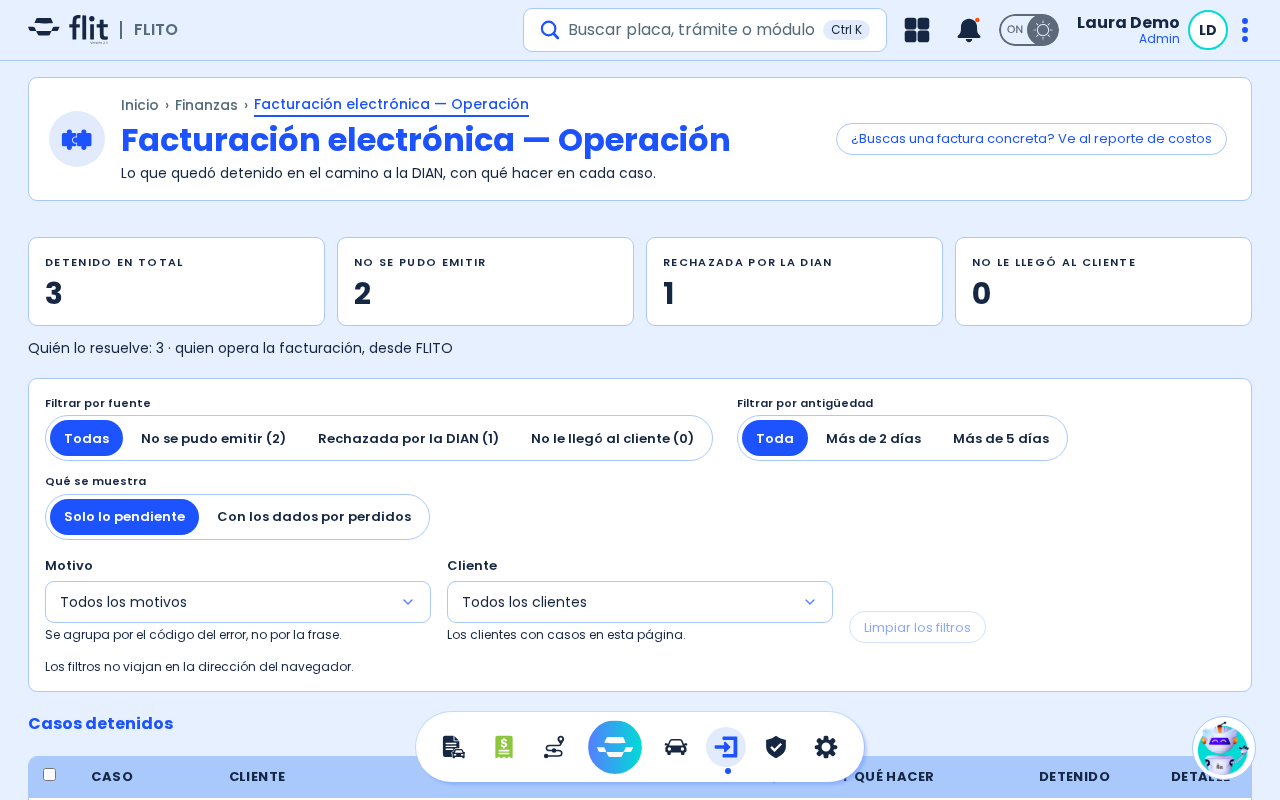 flit | FLITO
Buscar placa, trámite o módulo Ctrl K
ON
Laura Demo
Admin
LD
Inicio › Finanzas › Facturación electrónica — Operación
Facturación electrónica — Operación
¿Buscas una factura concreta? Ve al reporte de costos
Lo que quedó detenido en el camino a la DIAN, con qué hacer en cada caso.
DETENIDO EN TOTAL
3
NO SE PUDO EMITIR
2
RECHAZADA POR LA DIAN
1
NO LE LLEGÓ AL CLIENTE
0
Quién lo resuelve: 3 · quien opera la facturación, desde FLITO
Filtrar por fuente
Todas No se pudo emitir (2) Rechazada por la DIAN (1) No le llegó al cliente (0)
Filtrar por antigüedad
Toda Más de 2 días Más de 5 días
Qué se muestra
Solo lo pendiente Con los dados por perdidos
Motivo
Todos los motivos
Se agrupa por el código del error, no por la frase.
Cliente
Todos los clientes
Los clientes con casos en esta página.
Limpiar los filtros
Los filtros no viajan en la dirección del navegador.
Casos detenidos
CASO CLIENTE QUÉ HACER DETENIDO